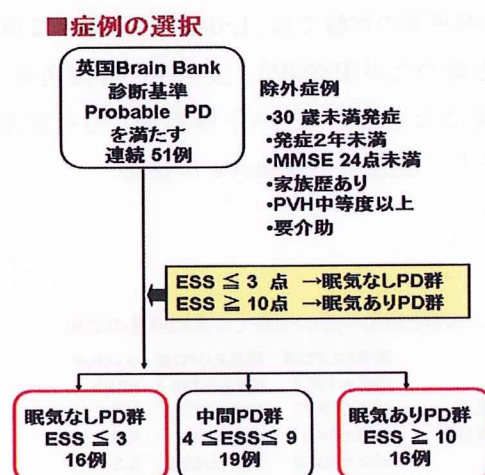 ■症例の選択
英国Brain Bank
診断基準
Probable PD
を満たす
連続 51例
除外症例
•30 歳未満発症
•発症2年未満
•MMSE 24点未満
•家族歴あり
•PVH中等度以上
•要介助
ESS ≦ 3 点 →眠気なしPD群
ESS ≧ 10点 →眠気ありPD群
眠気なしPD群
ESS ≦ 3
16例
中間PD群
4 ≦ESS≦ 9
19例
眠気ありPD群
ESS ≧ 10
16例